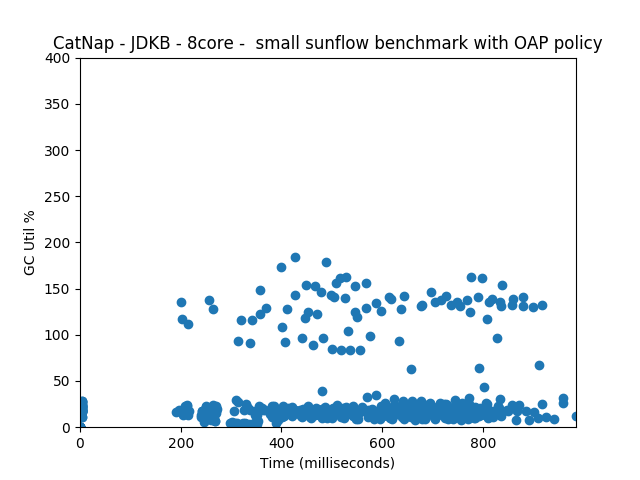 CatNap - JDKB - 8core -  small sunflow benchmark with OAP policy
400
350
300
250
200
150
100
50
0
GC Util %
0 200 400 600 800
Time (milliseconds)